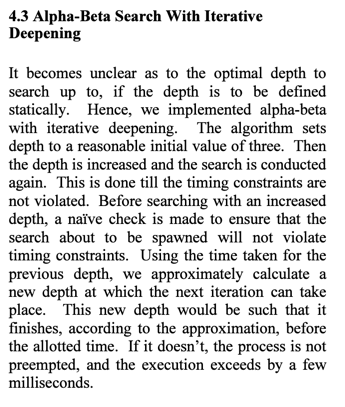 4.3 Alpha-Beta Search With Iterative
Deepening
It becomes unclear as to the optimal depth to
search up to, if the depth is to be defined
statically. Hence, we implemented alpha-beta
with iterative deepening. The algorithm sets
depth to a reasonable initial value of three. Then
the depth is increased and the search is conducted
again. This is done till the timing constraints are
not violated. Before searching with an increased
depth, a naïve check is made to ensure that the
search about to be spawned will not violate
timing constraints. Using the time taken for the
previous depth, we approximately calculate a
new depth at which the next iteration can take
place. This new depth would be such that it
finishes, according to the approximation, before
the allotted time. If it doesn't, the process is not
preempted, and the execution exceeds by a few
milliseconds.